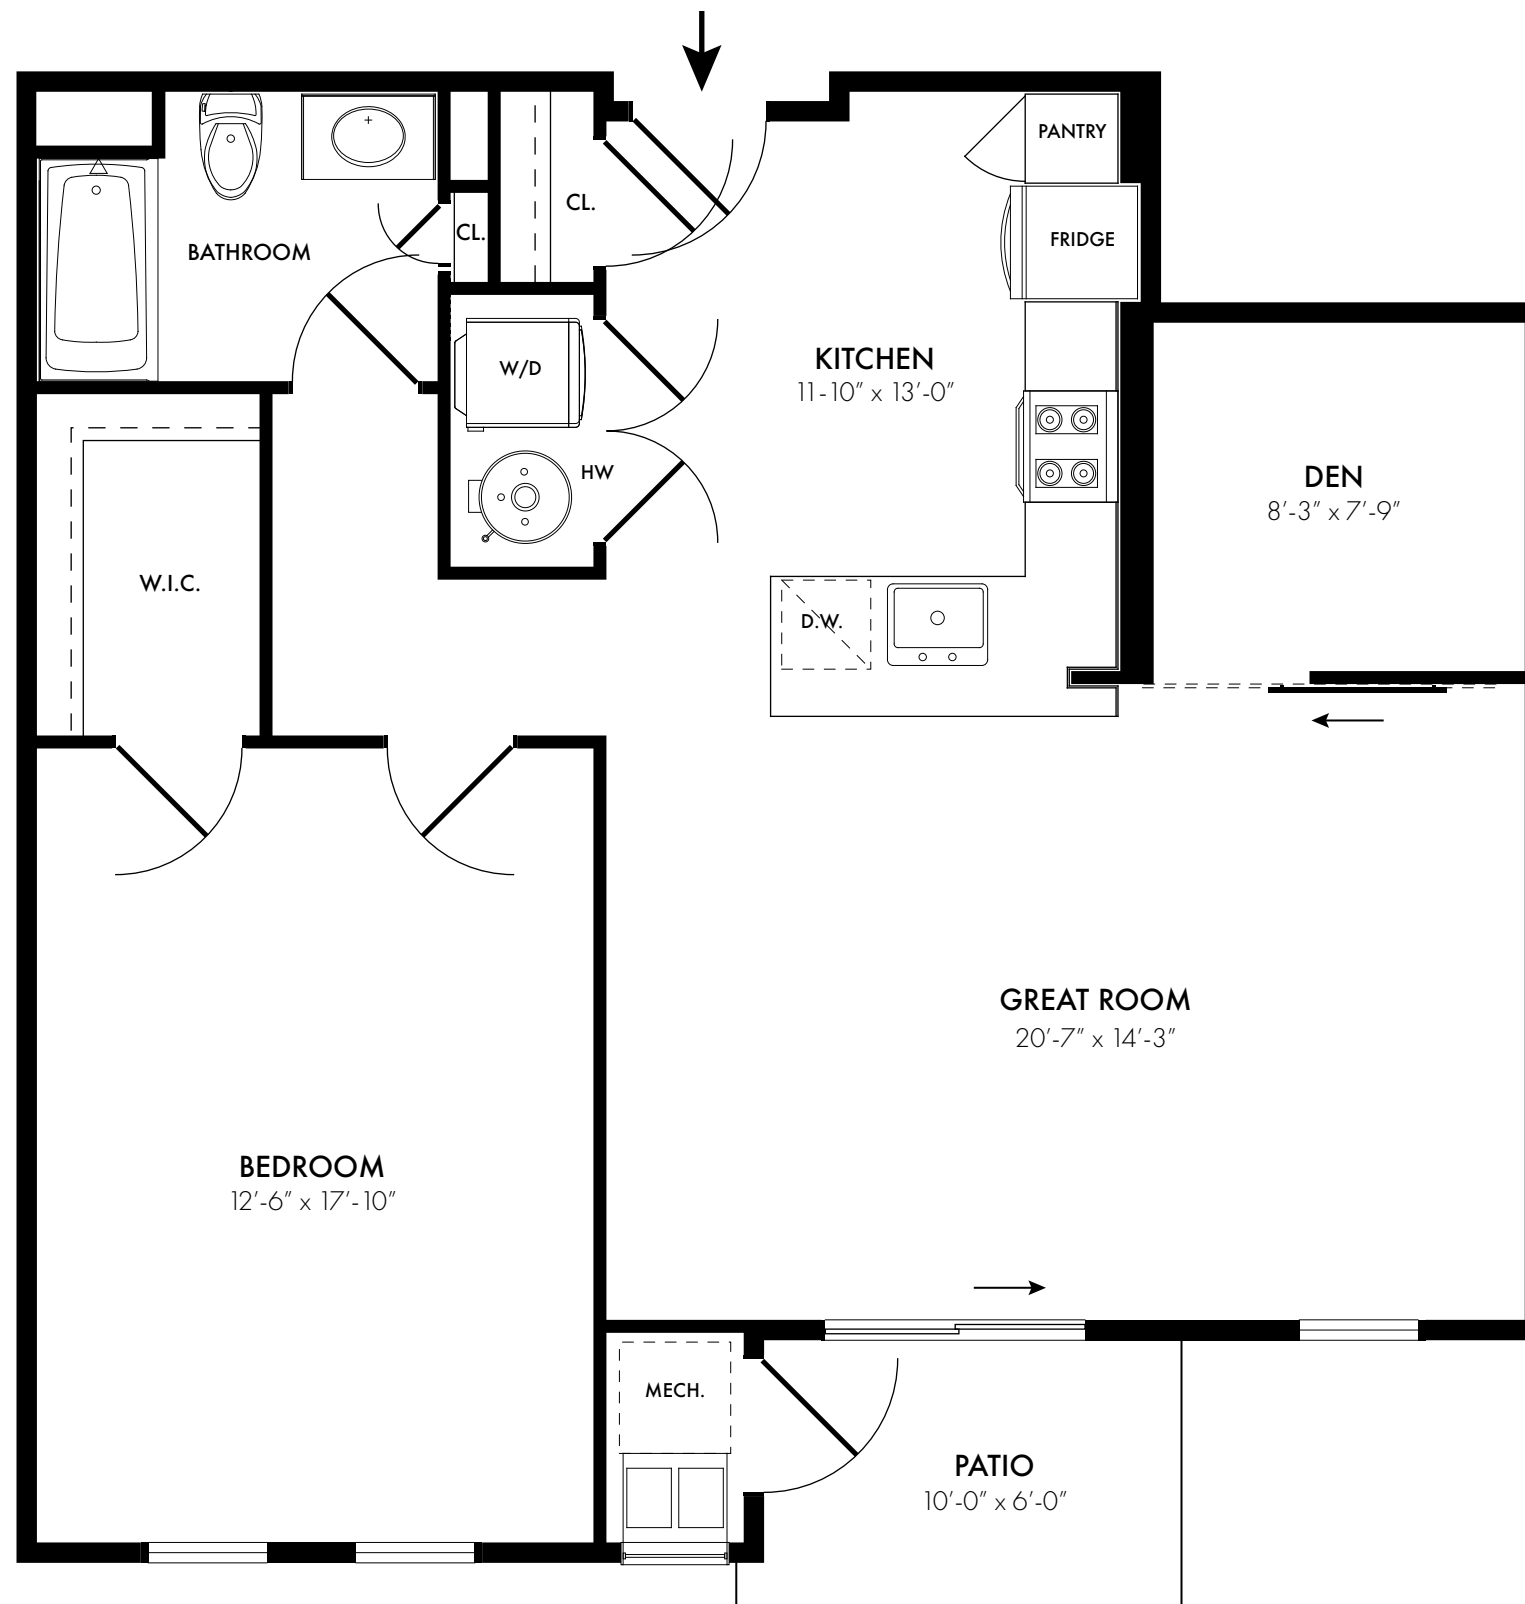 PANTRY
CL.
CL.
FRIDGE
BATHROOM
KITCHEN
11-10” x 13’-0”
W/D
HW
DEN
8’-3” x 7’-9”
W.I.C.
D.W.
GREAT ROOM
20’-7” x 14’-3”
BEDROOM
12’-6” x 17’-10”
MECH.
PATIO
10’-0” x 6’-0”